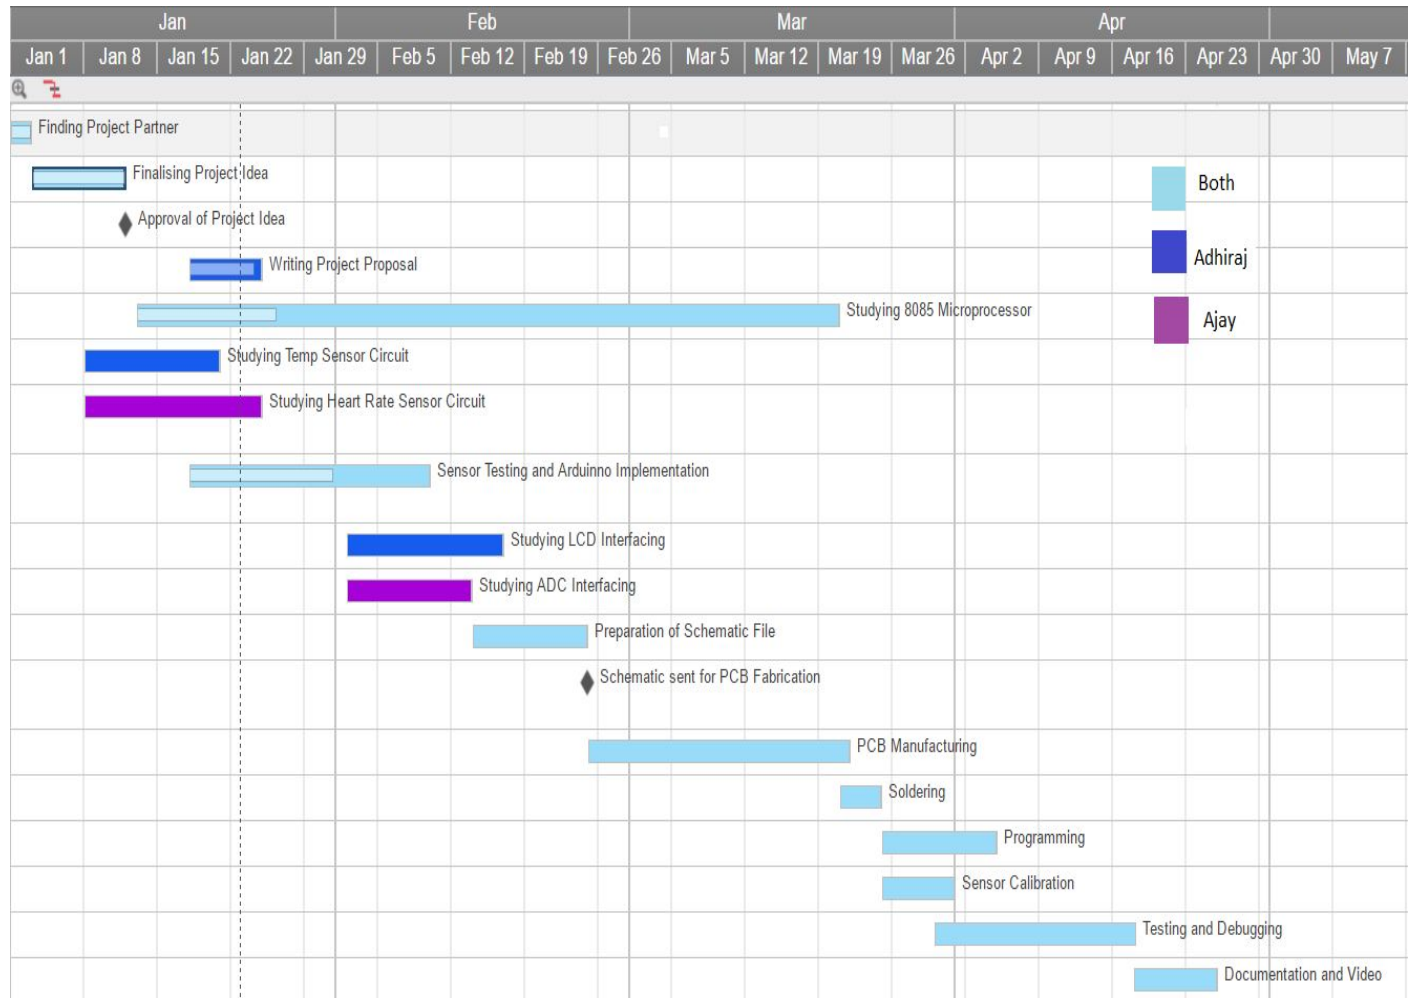 Jan Feb Mar Apr
Jan 1 Jan 8 Jan 15 Jan 22 Jan 29 Feb 5 Feb 12 Feb 19 Feb 26 Mar 5 Mar 12 Mar 19 Mar 26 Apr 2 Apr 9 Apr 16 Apr 23 Apr 30 May 7
Finding Project Partner
Finalising Project Idea
Both
Approval of Project Idea
Writing Project Proposal
Adhiraj
Studying 8085 Microprocessor
Ajay
Studying Temp Sensor Circuit
Studying Heart Rate Sensor Circuit
Sensor Testing and Arduinno Implementation
Studying LCD Interfacing
Studying ADC Interfacing
Preparation of Schematic File
Schematic sent for PCB Fabrication
PCB Manufacturing
Soldering
Programming
Sensor Calibration
Testing and Debugging
Documentation and Video